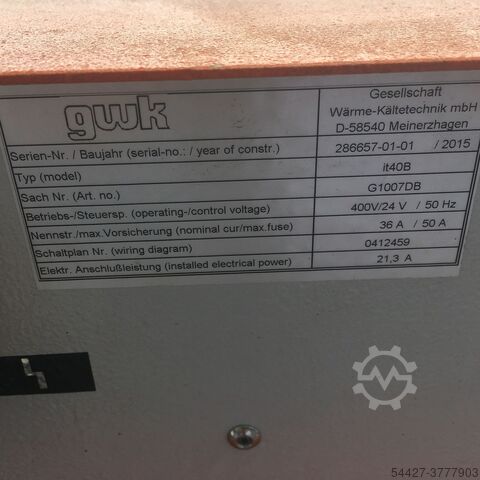 gwk
Gesellschaft
Wärme-Kältetechnik mbH
D-58540 Meinerzhagen
Serien-Nr. / Baujahr (serial-no.: / year of constr.) 286657-01-01 / 2015
Typ (model) it40B
Sach Nr. (Art. no.) G1007DB
Betriebs-/Steuersp. (operating-/control voltage) 400V/24 V / 50 Hz
Nennstr./max.Vorsicherung (nominal cur/max.fuse) 36 A / 50 A
Schaltplan Nr. (wiring diagram) 0412459
Elektr. Anschlußleistung (installed electrical power) 21,3 A
54427-3777903